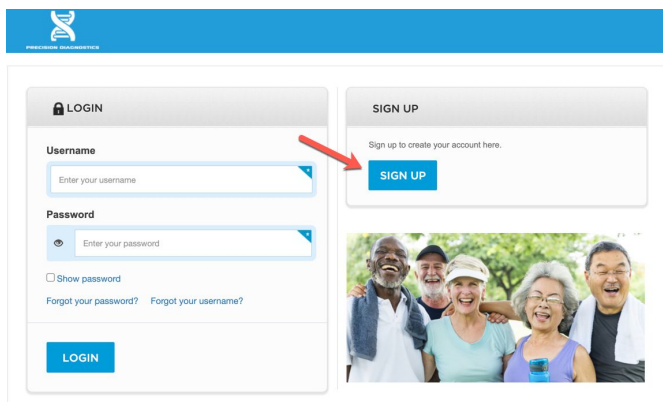 PRECISION DIAGNOSTICS
LOGIN
Username
Enter your username
Password
Enter your password
Show password
Forgot your password? Forgot your username?
LOGIN
SIGN UP
Sign up to create your account here.
SIGN UP